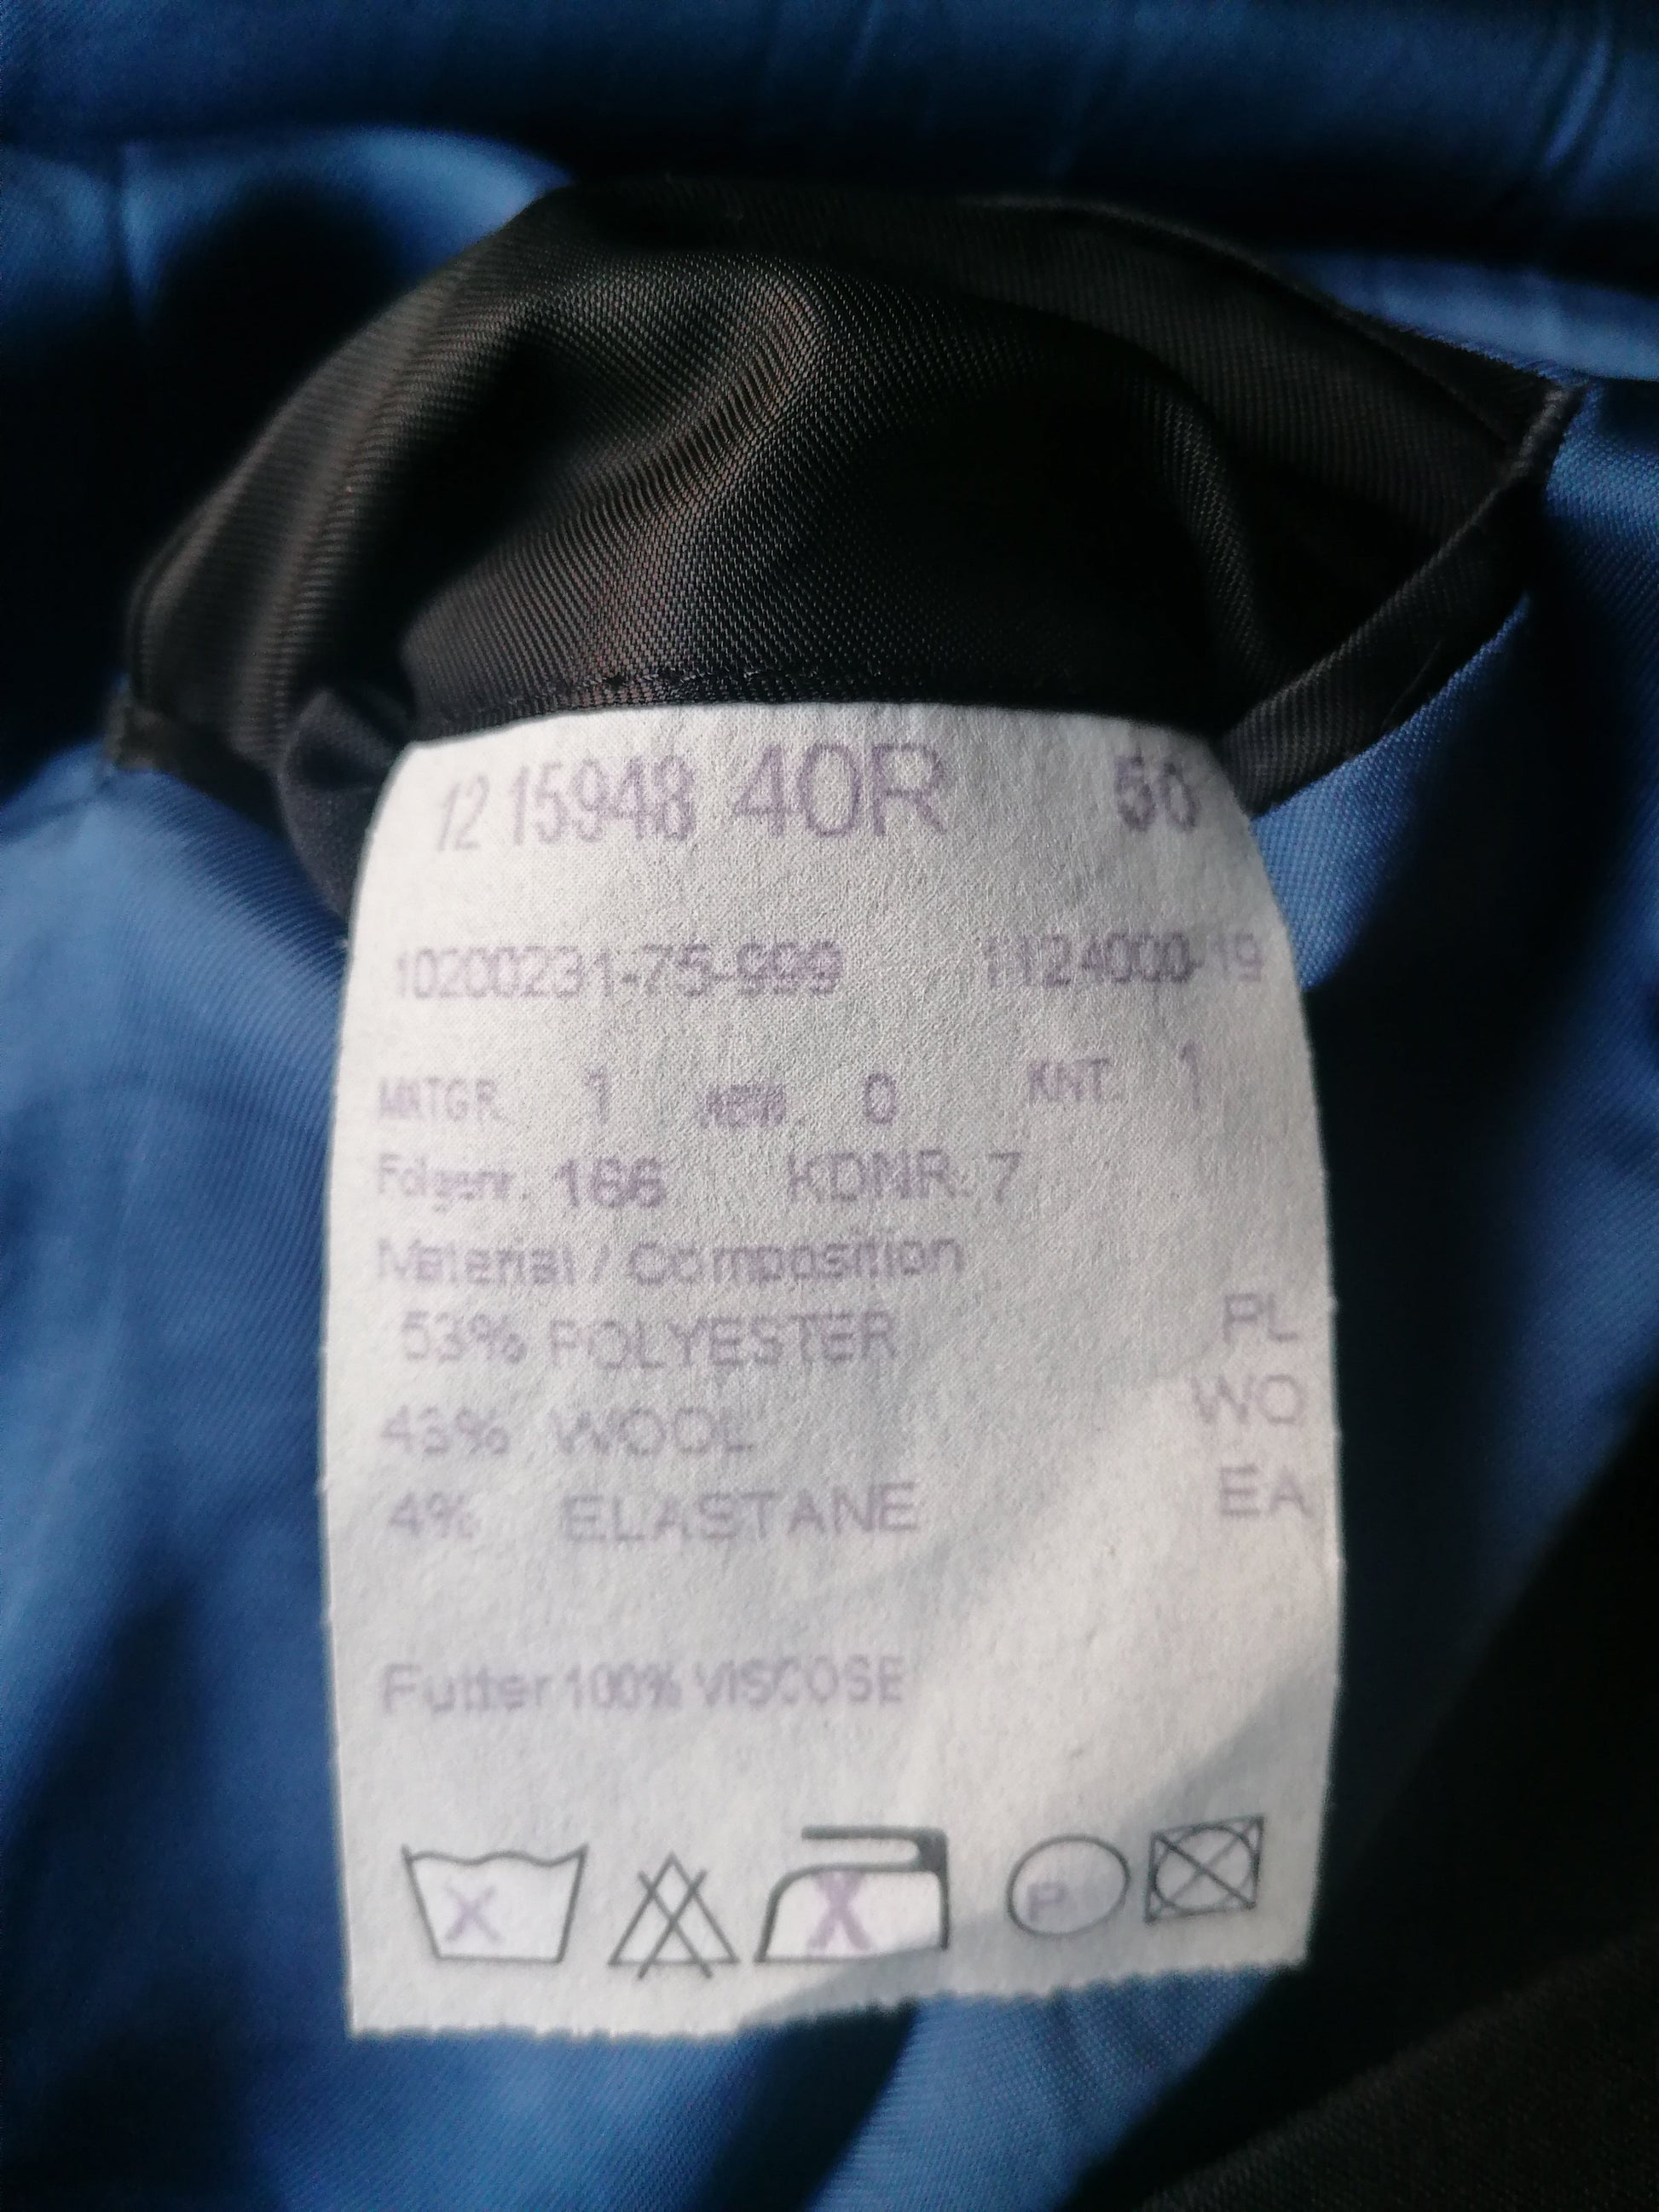 12 15948 40R 50
10200231-75-999 1124000-19
MATGR. 1 ABW. 0 KNT. 1
Folgenr. 166 KDNR. 7
Material / Composition
53% POLYESTER PL
43% WOOL WO
4% ELASTANE EA
Futter 100% VISCOSE
X X P